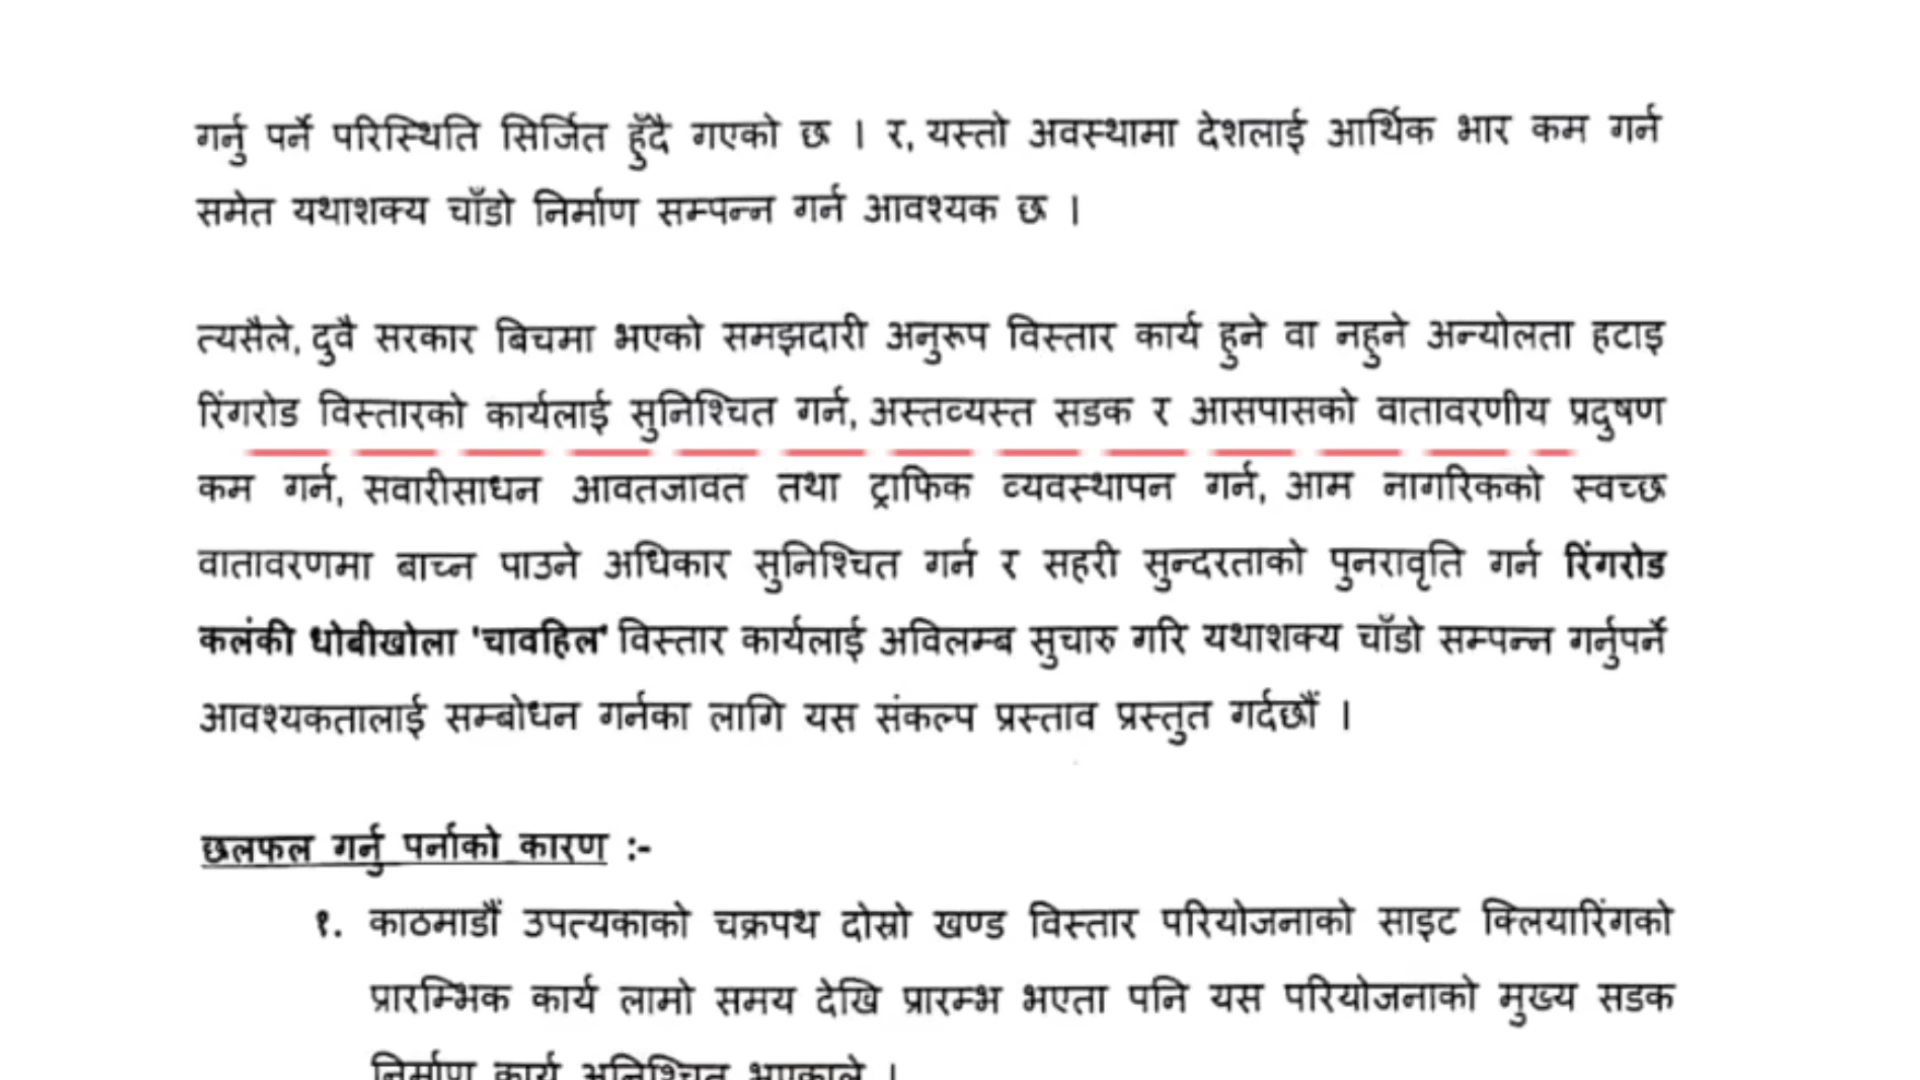 गर्नु पर्ने परिस्थिति सिर्जित हुँदै गएको छ । र, यस्तो अवस्थामा देशलाई आर्थिक भार कम गर्न
समेत यथाशक्य चाँडो निर्माण सम्पन्न गर्न आवश्यक छ ।
त्यसैले, दुवै सरकार बिचमा भएको समझदारी अनुरूप विस्तार कार्य हुने वा नहुने अन्योलता हटाइ
रिंगरोड विस्तारको कार्यलाई सुनिश्चित गर्न, अस्तव्यस्त सडक र आसपासको वातावरणीय प्रदुषण
कम गर्न, सवारीसाधन आवतजावत तथा ट्राफिक व्यवस्थापन गर्न, आम नागरिकको स्वच्छ
वातावरणमा बाच्न पाउने अधिकार सुनिश्चित गर्न र सहरी सुन्दरताको पुनरावृति गर्न रिंगरोड
कलंकी धोबीखोला 'चावहिल' विस्तार कार्यलाई अविलम्ब सुचारु गरि यथाशक्य चाँडो सम्पन्न गर्नुपर्ने
आवश्यकतालाई सम्बोधन गर्नका लागि यस संकल्प प्रस्ताव प्रस्तुत गर्दछौं ।
छलफल गर्नु पर्नाको कारण :-
१. काठमाडौं उपत्यकाको चक्रपथ दोस्रो खण्ड विस्तार परियोजनाको साइट क्लियारिंगको
प्रारम्भिक कार्य लामो समय देखि प्रारम्भ भएता पनि यस परियोजनाको मुख्य सडक
निर्माण कार्य अनिश्चित भएकाले ।